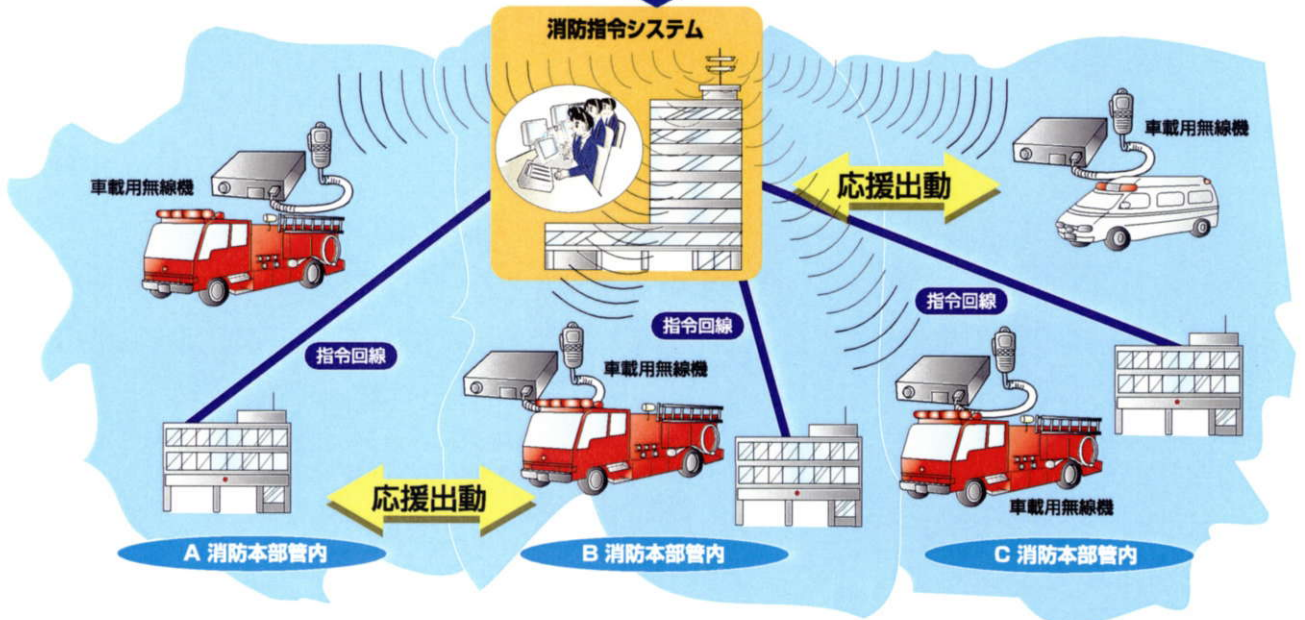 消防指令システム
車載用無線機
車載用無線機
応援出動
指令回線
指令回線
指令回線
車載用無線機
車載用無線機
応援出動
A 消防本部管内
B 消防本部管内
C 消防本部管内